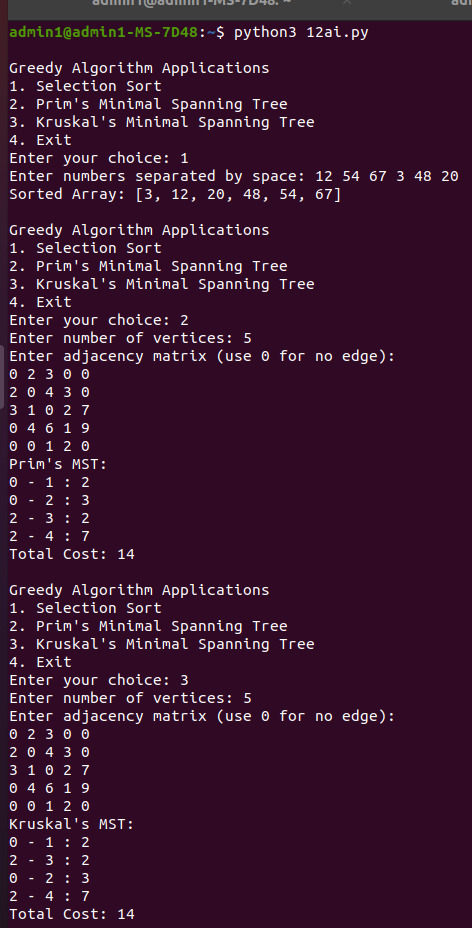 admin1@admin1-MS-7D48: ~
admin1@admin1-MS-7D48:~$ python3 12ai.py
Greedy Algorithm Applications
1. Selection Sort
2. Prim's Minimal Spanning Tree
3. Kruskal's Minimal Spanning Tree
4. Exit
Enter your choice: 1
Enter numbers separated by space: 12 54 67 3 48 20
Sorted Array: [3, 12, 20, 48, 54, 67]
Greedy Algorithm Applications
1. Selection Sort
2. Prim's Minimal Spanning Tree
3. Kruskal's Minimal Spanning Tree
4. Exit
Enter your choice: 2
Enter number of vertices: 5
Enter adjacency matrix (use 0 for no edge):
0 2 3 0 0
2 0 4 3 0
3 1 0 2 7
0 4 6 1 9
0 0 1 2 0
Prim's MST:
0 - 1 : 2
0 - 2 : 3
2 - 3 : 2
2 - 4 : 7
Total Cost: 14
Greedy Algorithm Applications
1. Selection Sort
2. Prim's Minimal Spanning Tree
3. Kruskal's Minimal Spanning Tree
4. Exit
Enter your choice: 3
Enter number of vertices: 5
Enter adjacency matrix (use 0 for no edge):
0 2 3 0 0
2 0 4 3 0
3 1 0 2 7
0 4 6 1 9
0 0 1 2 0
Kruskal's MST:
0 - 1 : 2
2 - 3 : 2
0 - 2 : 3
2 - 4 : 7
Total Cost: 14